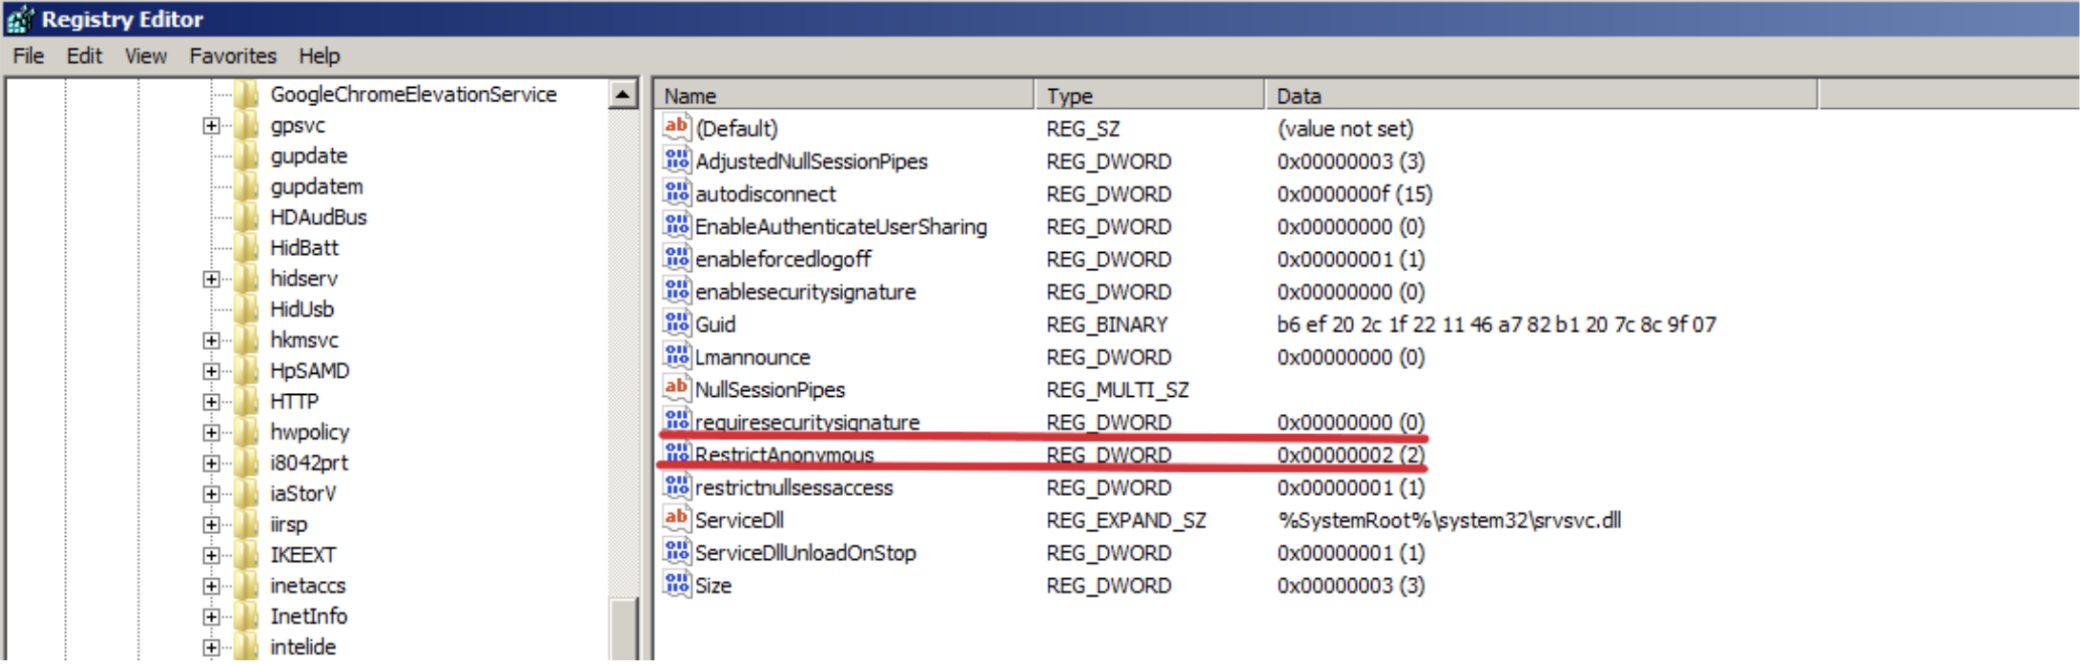 Registry Editor
File Edit View Favorites Help
GoogleChromeElevationService
gpsvc
gupdate
gupdatem
HDAudBus
HidBatt
hidserv
HidUsb
hkmsvc
HpSAMD
HTTP
hwpolicy
i8042prt
iaStorV
iirsp
IKEEXT
inetaccs
InetInfo
intelide
Name Type Data
(Default) REG_SZ (value not set)
AdjustedNullSessionPipes REG_DWORD 0x00000003 (3)
autodisconnect REG_DWORD 0x0000000f (15)
EnableAuthenticateUserSharing REG_DWORD 0x00000000 (0)
enableforcedlogoff REG_DWORD 0x00000001 (1)
enablesecuritysignature REG_DWORD 0x00000000 (0)
Guid REG_BINARY b6 ef 20 2c 1f 22 11 46 a7 82 b1 20 7c 8c 9f 07
Lmannounce REG_DWORD 0x00000000 (0)
NullSessionPipes REG_MULTI_SZ
requiresecuritysignature REG_DWORD 0x00000000 (0)
RestrictAnonymous REG_DWORD 0x00000002 (2)
restrictnullsessaccess REG_DWORD 0x00000001 (1)
ServiceDll REG_EXPAND_SZ %SystemRoot%\system32\srvsvc.dll
ServiceDllUnloadOnStop REG_DWORD 0x00000001 (1)
Size REG_DWORD 0x00000003 (3)